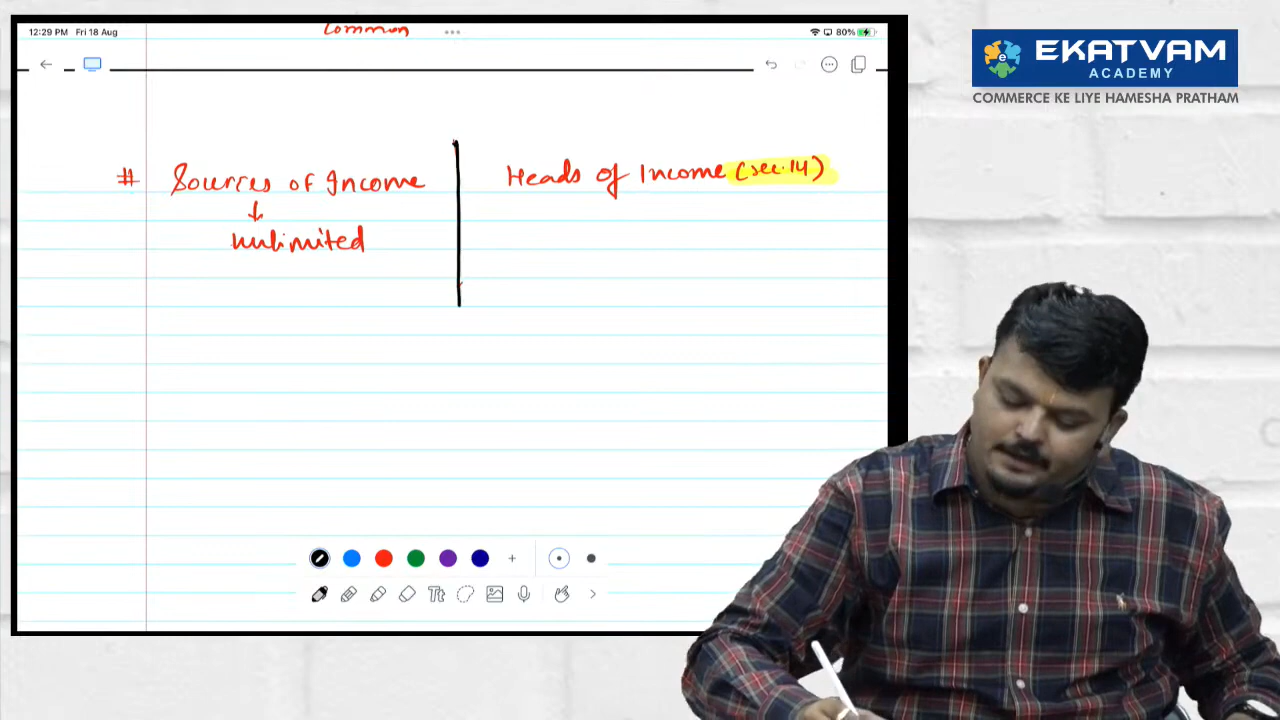 12:29 PM Fri 18 Aug
Common
80%
EKATVAM
ACADEMY
COMMERCE KE LIYE HAMESHA PRATHAM
# Sources of Income
↓
unlimited
Heads of Income (sec.14)
Tt